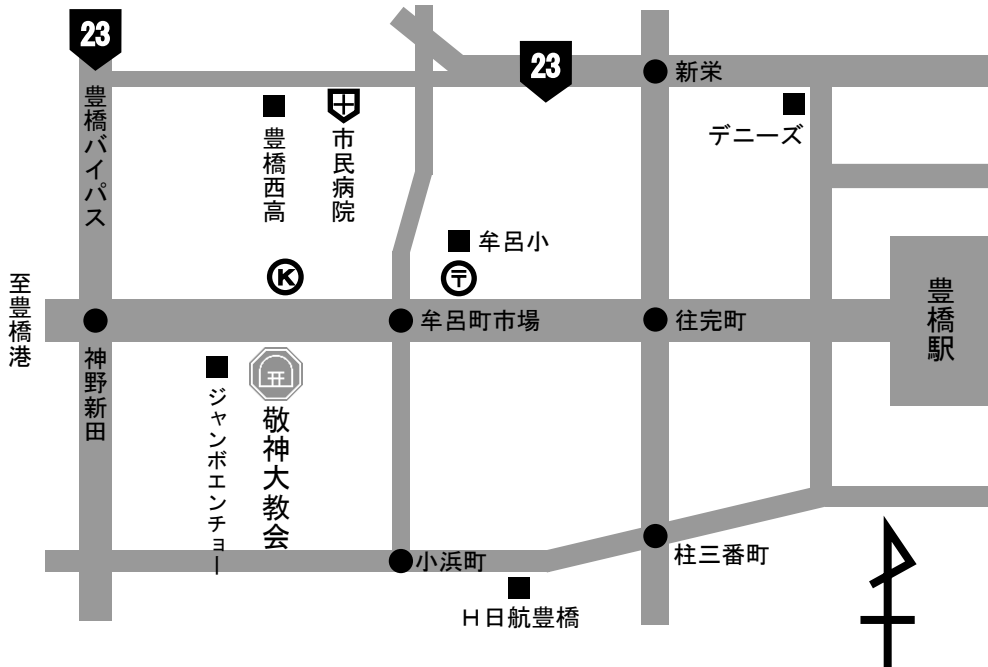 23
23
新栄
豊橋バイパス
豊橋西高
市民病院
デニーズ
牟呂小
K
〒
至豊橋港
牟呂町市場
往完町
豊橋駅
神野新田
ジャンボエンチョー
敬神大教会
小浜町
柱三番町
H日航豊橋